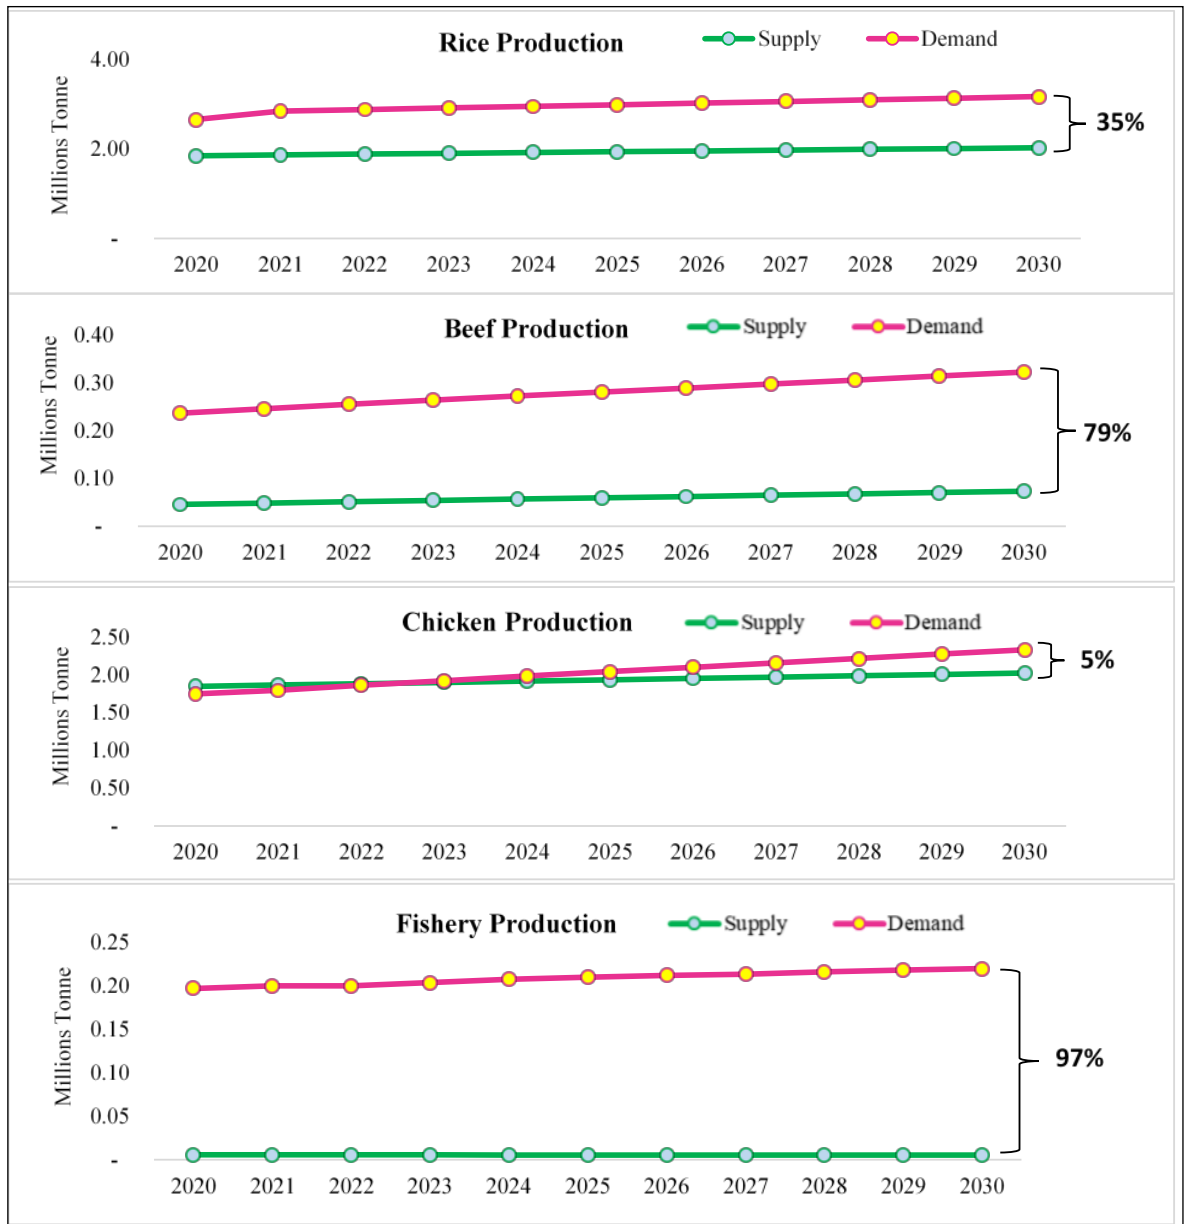 Rice Production
Supply
Demand
Millions Tonne
4.00
2.00
-
35%
2020 2021 2022 2023 2024 2025 2026 2027 2028 2029 2030
Beef Production
Supply
Demand
Millions Tonne
0.40
0.30
0.20
0.10
-
79%
2020 2021 2022 2023 2024 2025 2026 2027 2028 2029 2030
Chicken Production
Supply
Demand
Millions Tonne
2.50
2.00
1.50
1.00
0.50
-
5%
2020 2021 2022 2023 2024 2025 2026 2027 2028 2029 2030
Fishery Production
Supply
Demand
Millions Tonne
0.25
0.20
0.15
0.10
0.05
-
97%
2020 2021 2022 2023 2024 2025 2026 2027 2028 2029 2030